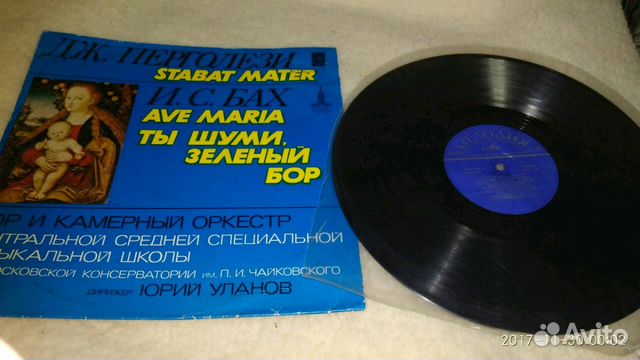 ДЖ. ПЕРГОЛЕЗИ
STABAT MATER
И. С. БАХ
AVE MARIA
ТЫ ШУМИ,
ЗЕЛЕНЫЙ
БОР
ОР И КАМЕРНЫЙ ОРКЕСТР
НТРАЛЬНОЙ СРЕДНЕЙ СПЕЦИАЛЬНОЙ
ЫКАЛЬНОЙ ШКОЛЫ
ОСКОВСКОЙ КОНСЕРВАТОРИИ ИМ. П. И. ЧАЙКОВСКОГО
ДИРИЖЕР ЮРИЙ УЛАНОВ
МЕЛОДИЯ
Avito